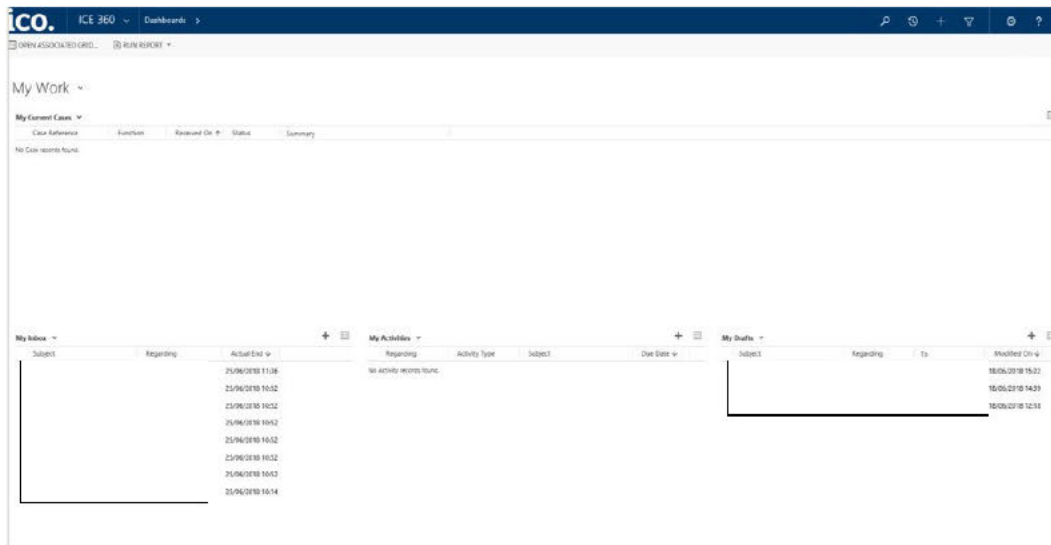 ico. ICE 360 Dashboards
OPEN ASSOCIATED GRID... RUN REPORT
My Work
My Current Cases
Case Reference Function Received On Status Summary
No Case records found.
My Inbox My Activities My Drafts
Subject Regarding Actual End Regarding Activity Type Subject Due Date Subject Regarding To Modified On
25/06/2018 11:26 No Activity records found. 18/06/2018 15:22
25/06/2018 10:52 18/06/2018 14:39
25/06/2018 10:52 18/06/2018 12:53
25/06/2018 10:52
25/06/2018 10:52
25/06/2018 10:52
25/06/2018 10:52
25/06/2018 10:14